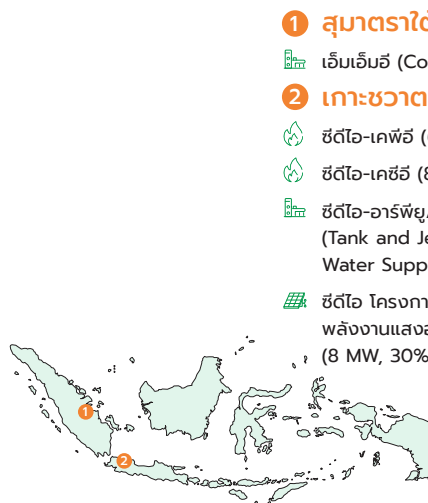 1 สุมาตราใต้
เอ็มเอ็มอี (Co
2 เกาะชวาต
ซีดีไอ-เคพีอี (
ซีดีไอ-เคซีอี (8
ซีดีไอ-อาร์พียู
(Tank and Je
Water Supp
ซีดีไอ โครงกา
พลังงานแสงอ
(8 MW, 30%
1
2